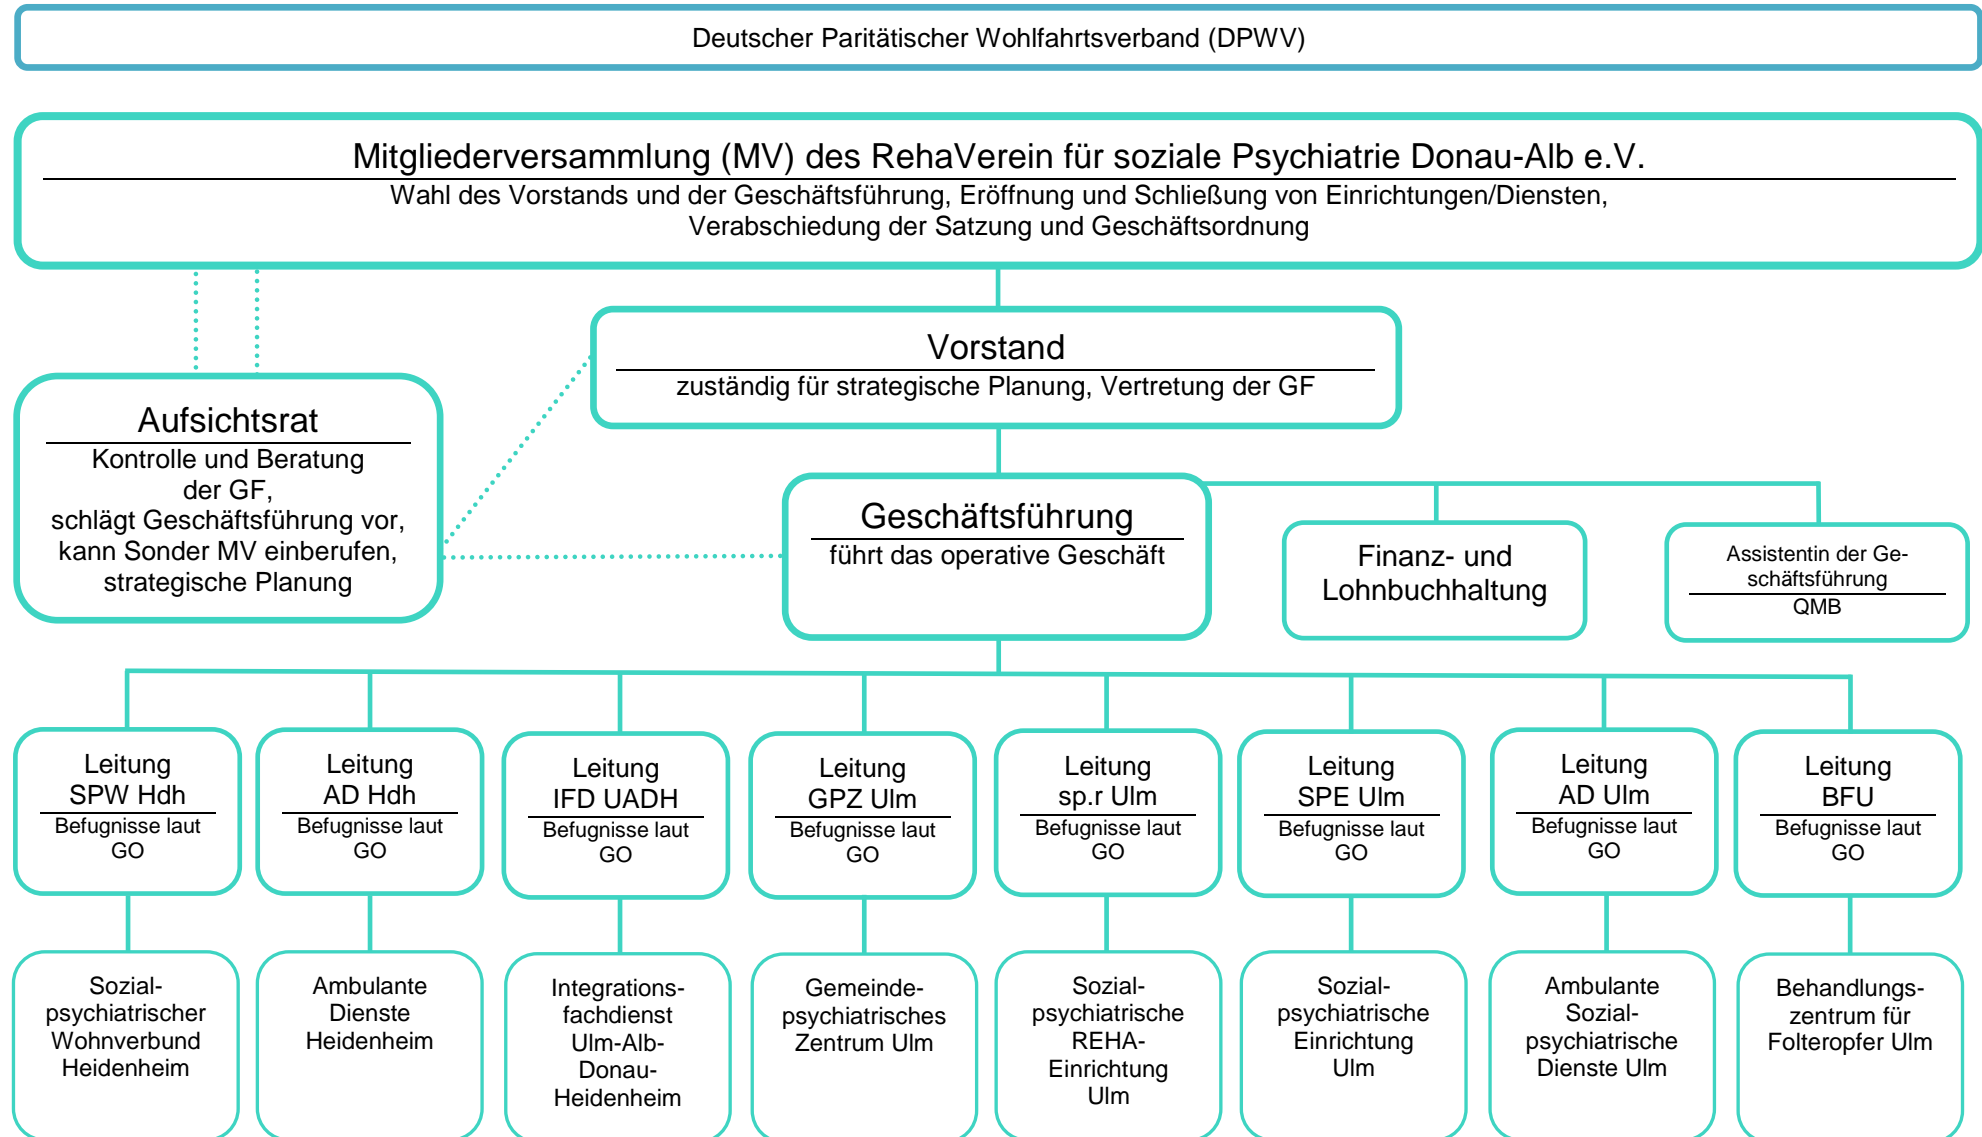 Deutscher Paritätischer Wohlfahrtsverband (DPWV)
Mitgliederversammlung (MV) des RehaVerein für soziale Psychiatrie Donau-Alb e.V.
Wahl des Vorstands und der Geschäftsführung, Eröffnung und Schließung von Einrichtungen/Diensten,
Verabschiedung der Satzung und Geschäftsordnung
Vorstand
zuständig für strategische Planung, Vertretung der GF
Aufsichtsrat
Kontrolle und Beratung
der GF,
schlägt Geschäftsführung vor,
kann Sonder MV einberufen,
strategische Planung
Geschäftsführung
führt das operative Geschäft
Finanz- und
Lohnbuchhaltung
Assistentin der Ge-
schäftsführung
QMB
Leitung
SPW Hdh
Befugnisse laut
GO
Leitung
AD Hdh
Befugnisse laut
GO
Leitung
IFD UADH
Befugnisse laut
GO
Leitung
GPZ Ulm
Befugnisse laut
GO
Leitung
sp.r Ulm
Befugnisse laut
GO
Leitung
SPE Ulm
Befugnisse laut
GO
Leitung
AD Ulm
Befugnisse laut
GO
Leitung
BFU
Befugnisse laut
GO
Sozial-
psychiatrischer
Wohnverbund
Heidenheim
Ambulante
Dienste
Heidenheim
Integrations-
fachdienst
Ulm-Alb-
Donau-
Heidenheim
Gemeinde-
psychiatrisches
Zentrum Ulm
Sozial-
psychiatrische
REHA-
Einrichtung
Ulm
Sozial-
psychiatrische
Einrichtung
Ulm
Ambulante
Sozial-
psychiatrische
Dienste Ulm
Behandlungs-
zentrum für
Folteropfer Ulm